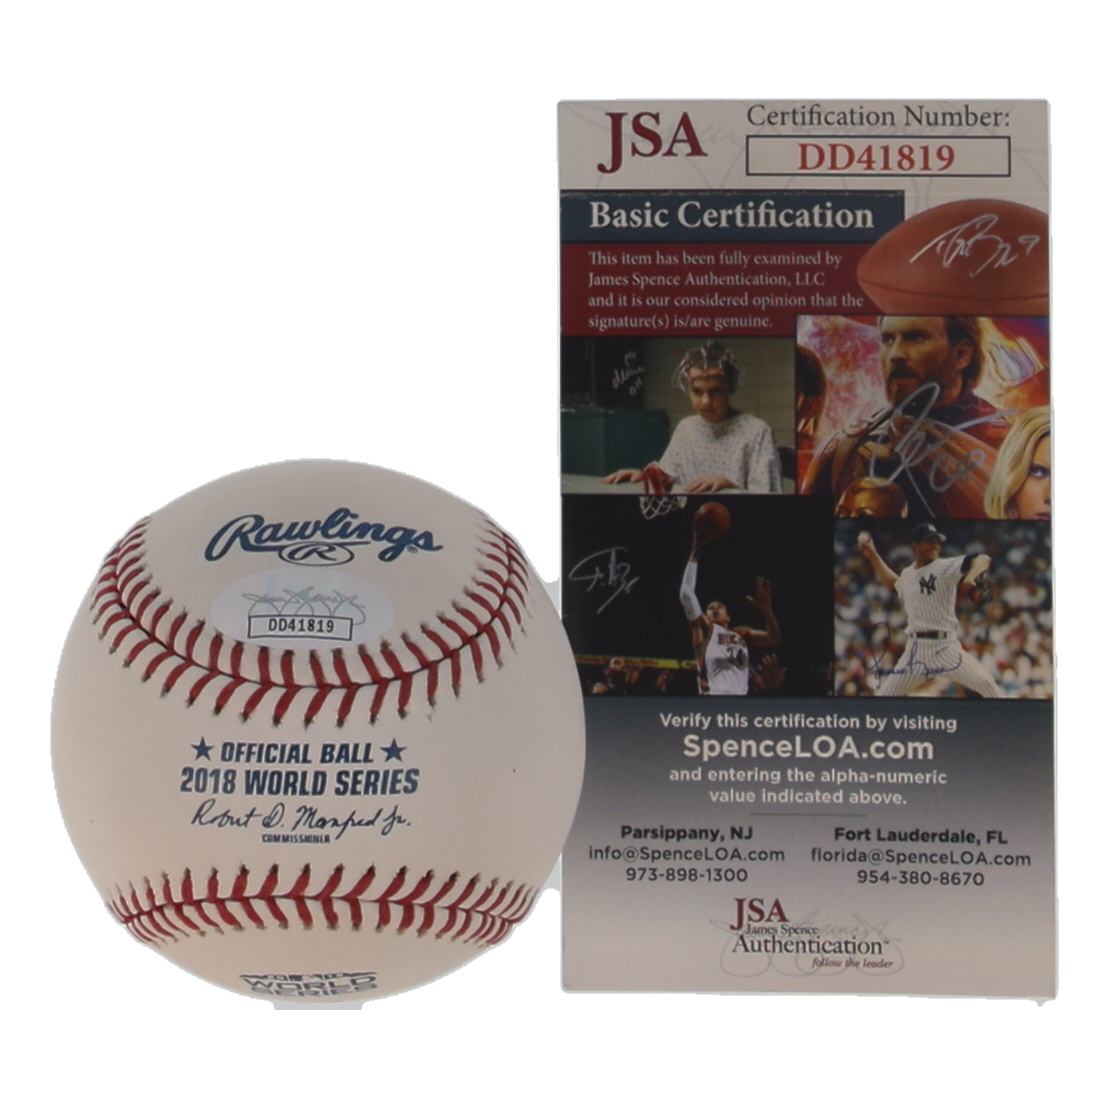 Rawlings
R
DD41819
OFFICIAL BALL
2018 WORLD SERIES
Robert D. Manfred Jr.
COMMISSIONER
WORLD
SERIES
JSA
Certification Number:
DD41819
Basic Certification
This item has been fully examined by
James Spence Authentication, LLC
and it is our considered opinion that the
signature(s) is/are genuine.
Verify this certification by visiting
SpenceLOA.com
and entering the alpha-numeric
value indicated above.
Parsippany, NJ
info@SpenceLOA.com
973-898-1300
Fort Lauderdale, FL
florida@SpenceLOA.com
954-380-8670
JSA
James Spence
Authentication™
follow the leader